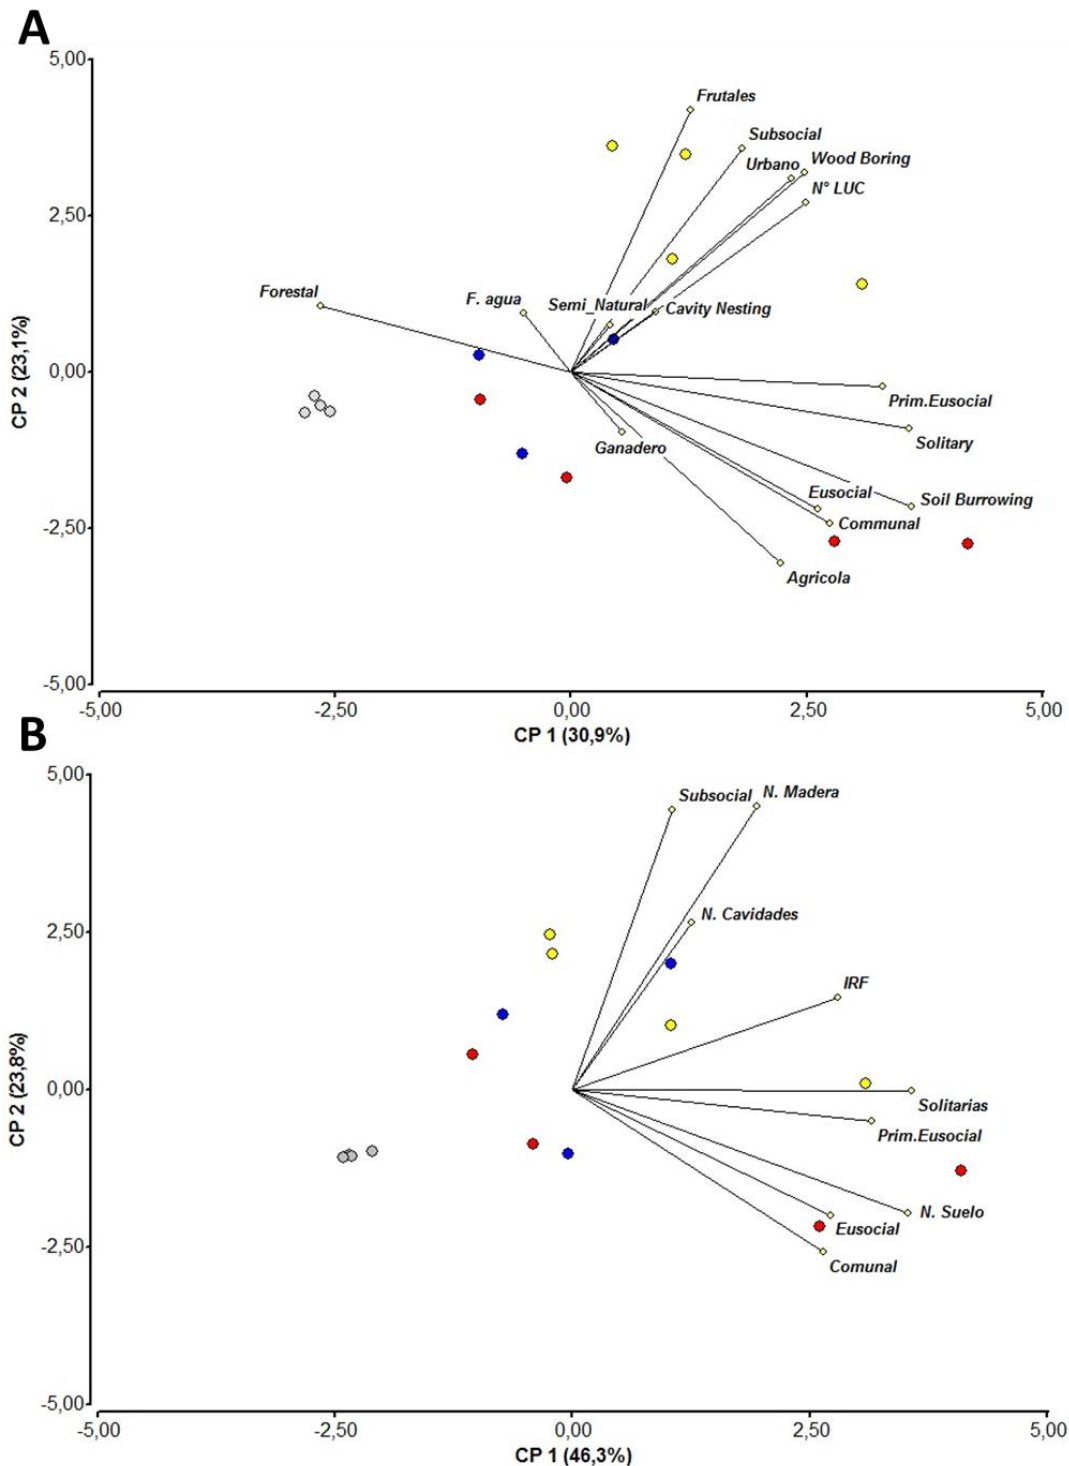 A
5,00
Frutales
Subsocial
Urbano
Wood Boring
N° LUC
2,50
Forestal
F. agua
Semi_Natural
Cavity Nesting
CP 2 (23,1%)
0,00
Prim.Eusocial
Solitary
Ganadero
Eusocial
Soil Burrowing
Communal
-2,50
Agricola
-5,00
-5,00 -2,50 0,00 2,50 5,00
CP 1 (30,9%)
B
5,00
Subsocial
N. Madera
2,50
N. Cavidades
IRF
CP 2 (23,8%)
0,00
Solitarias
Prim.Eusocial
N. Suelo
Eusocial
-2,50
Comunal
-5,00
-5,00 -2,50 0,00 2,50 5,00
CP 1 (46,3%)